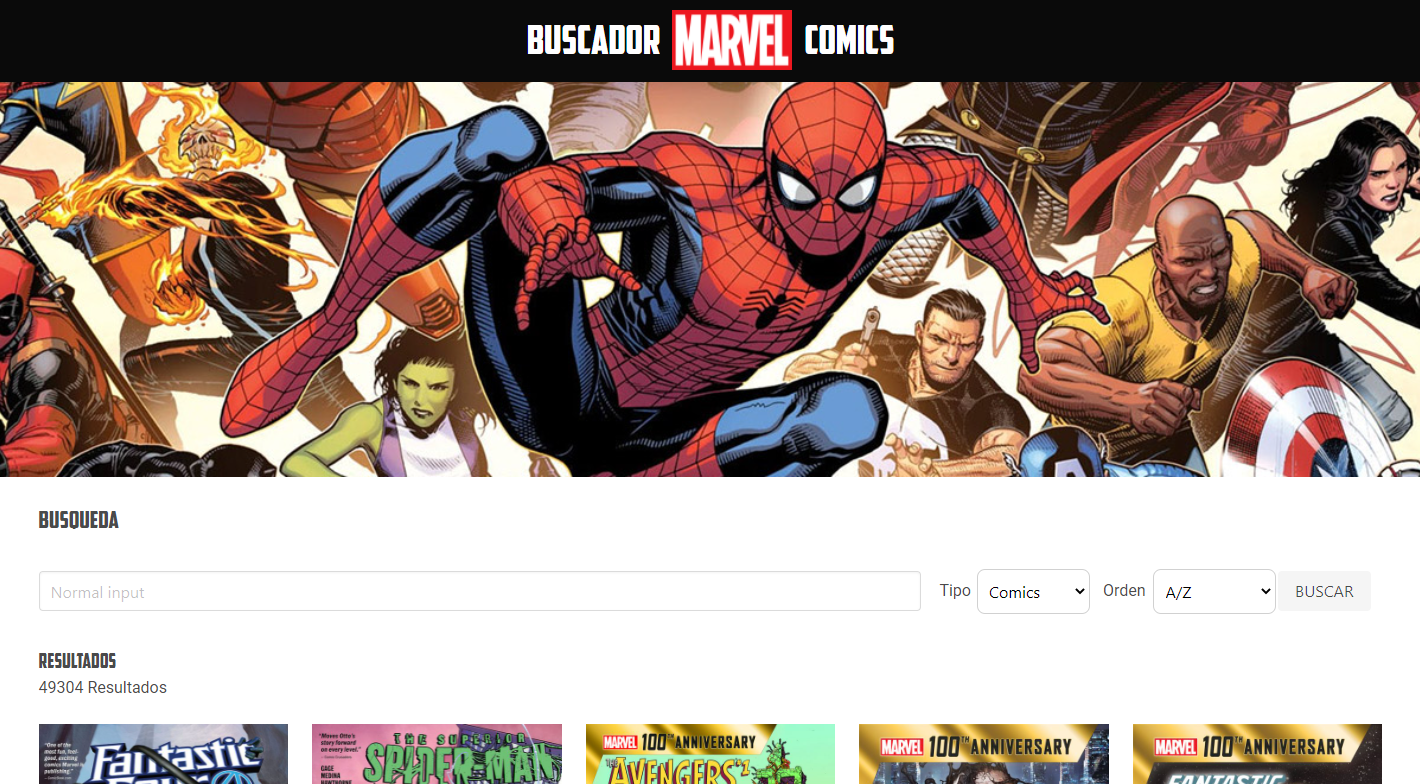 BUSCADOR MARVEL COMICS
BUSQUEDA
Normal input
Tipo Comics Orden A/Z BUSCAR
RESULTADOS
49304 Resultados
"One of the
most fun, feel-
good, exciting
comics Marvel is
publishing."
Fantastic
Four
"Moves Otto's
story forward
on every level."
THE SUPERIOR
SPIDER-MAN
GAGE
MEDINA
HAWTHORNE
MARVEL 100TH ANNIVERSARY
THE AVENGERS
MARVEL 100TH ANNIVERSARY
MARVEL 100TH ANNIVERSARY
FANTASTIC